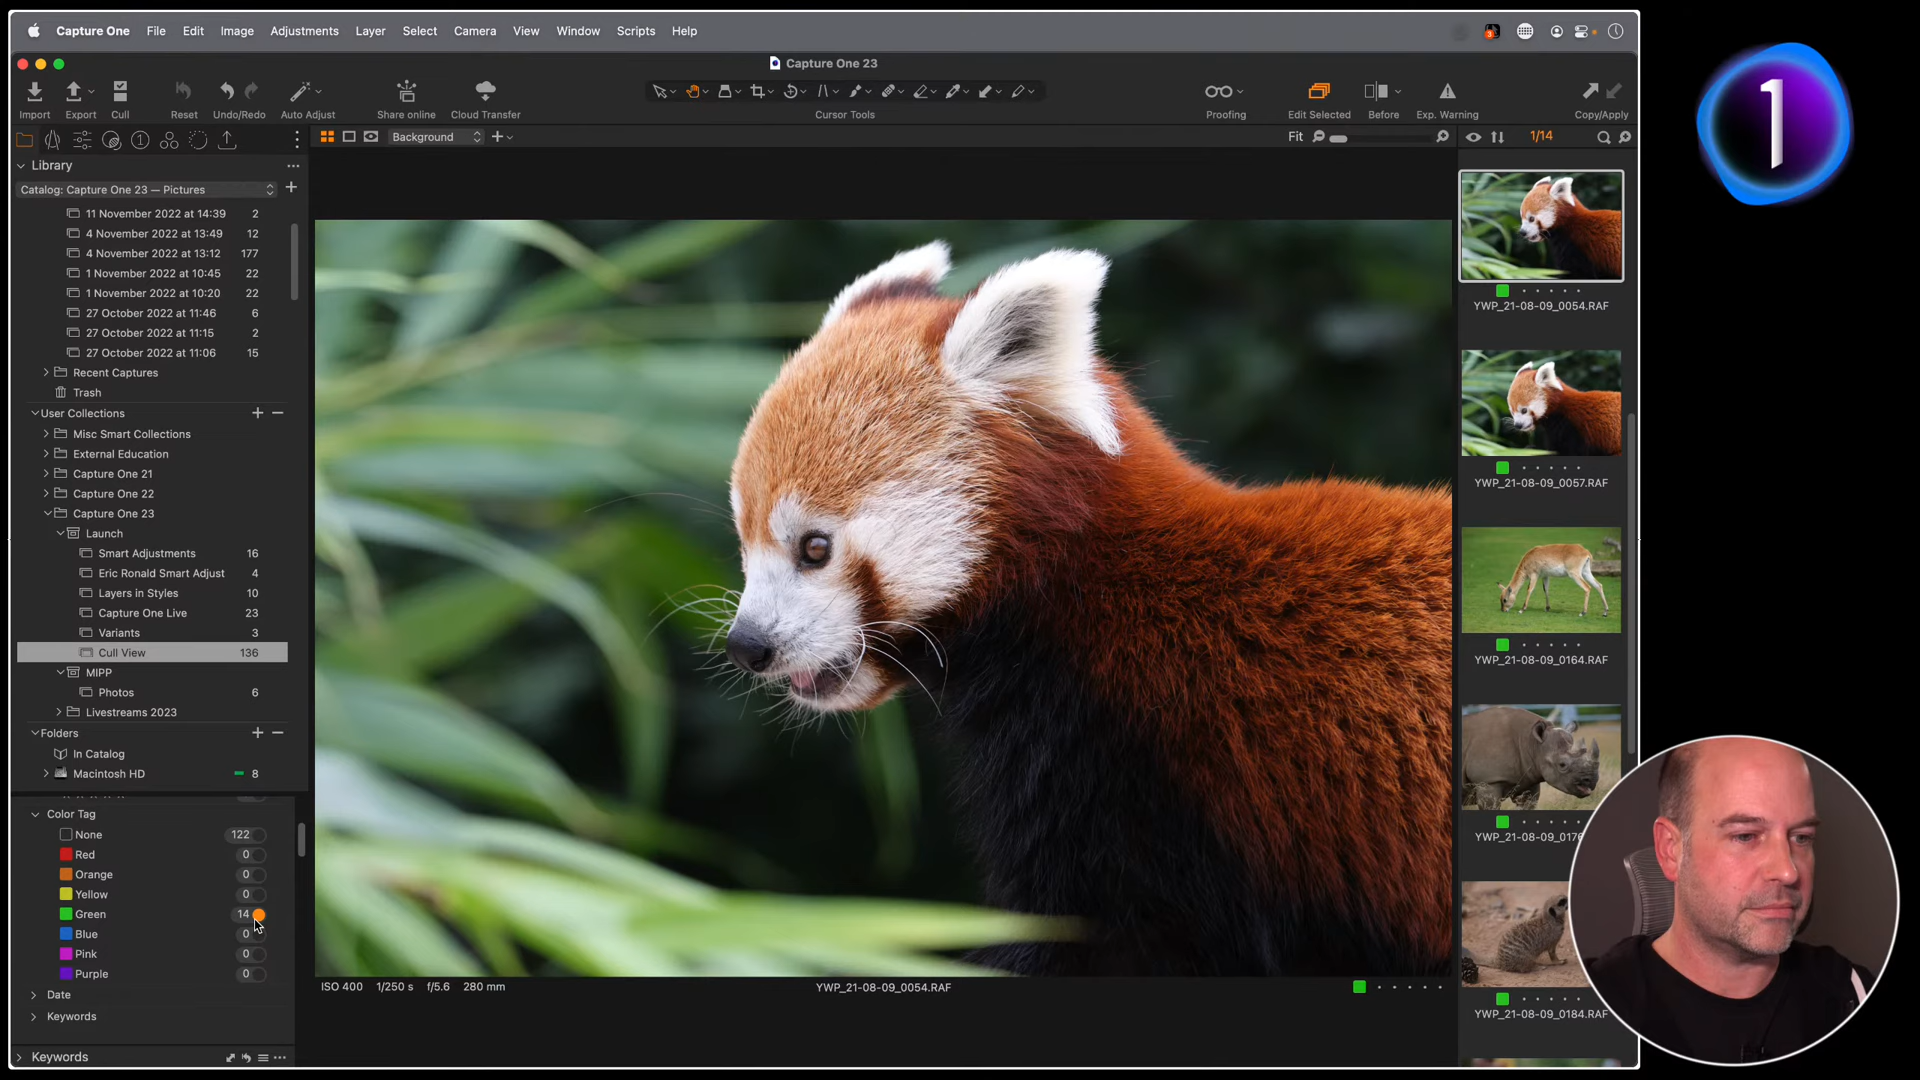 Capture One File Edit Image Adjustments Layer Select Camera View Window Scripts Help
3
Capture One 23
Import Export Cull Reset Undo/Redo Auto Adjust Share online Cloud Transfer Cursor Tools Proofing Edit Selected Before Exp. Warning Copy/Apply
1
Background
Fit
1/14
Library
Catalog: Capture One 23 — Pictures
11 November 2022 at 14:39 2
4 November 2022 at 13:49 12
4 November 2022 at 13:12 177
1 November 2022 at 10:45 22
1 November 2022 at 10:20 22
27 October 2022 at 11:46 6
27 October 2022 at 11:15 2
27 October 2022 at 11:06 15
Recent Captures
Trash
User Collections
Misc Smart Collections
External Education
Capture One 21
Capture One 22
Capture One 23
Launch
Smart Adjustments 16
Eric Ronald Smart Adjust 4
Layers in Styles 10
Capture One Live 23
Variants 3
Cull View 136
MIPP
Photos 6
Livestreams 2023
Folders
In Catalog
Macintosh HD 8
Color Tag
None 122
Red 0
Orange 0
Yellow 0
Green 14
Blue 0
Pink 0
Purple 0
Date
Keywords
Keywords
ISO 400 1/250 s f/5.6 280 mm
YWP_21-08-09_0054.RAF
YWP_21-08-09_0054.RAF
YWP_21-08-09_0057.RAF
YWP_21-08-09_0164.RAF
YWP_21-08-09_0184.RAF